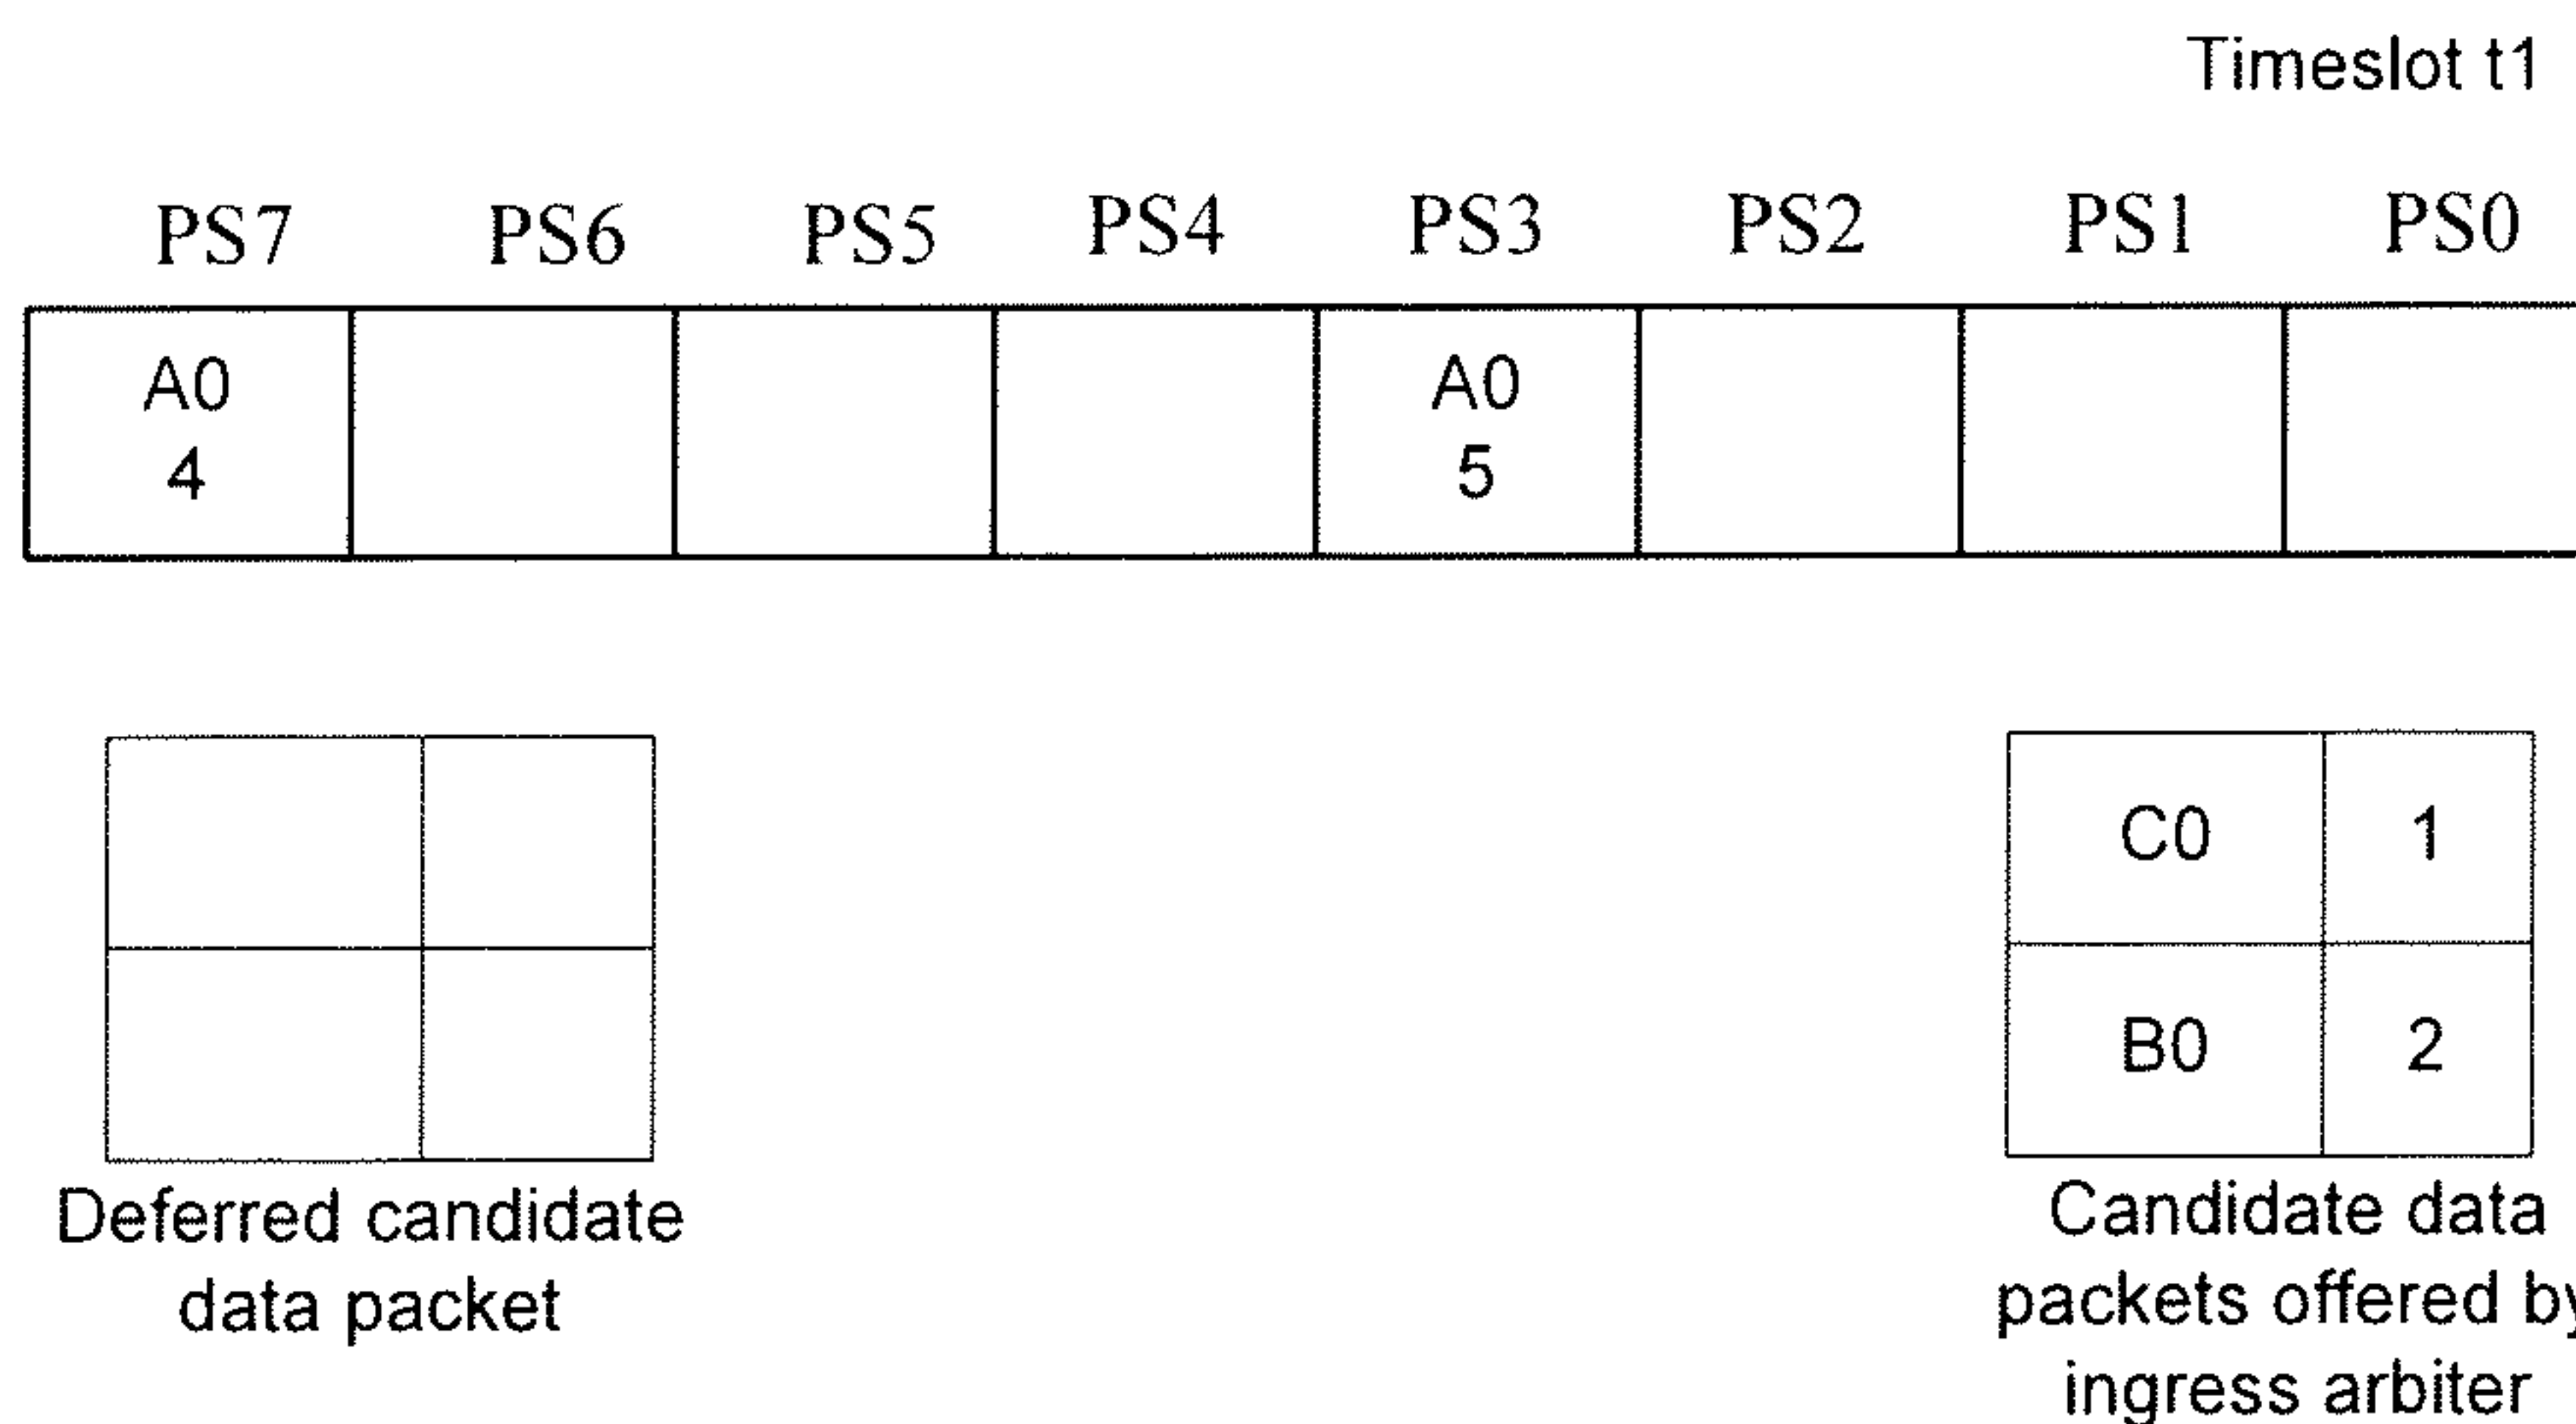 Timeslot t1
PS7 PS6 PS5 PS4 PS3 PS2 PS1 PS0
A0 A0
4 5
C0 1
B0 2
Deferred candidate
data packet
Candidate data
packets offered by
ingress arbiter